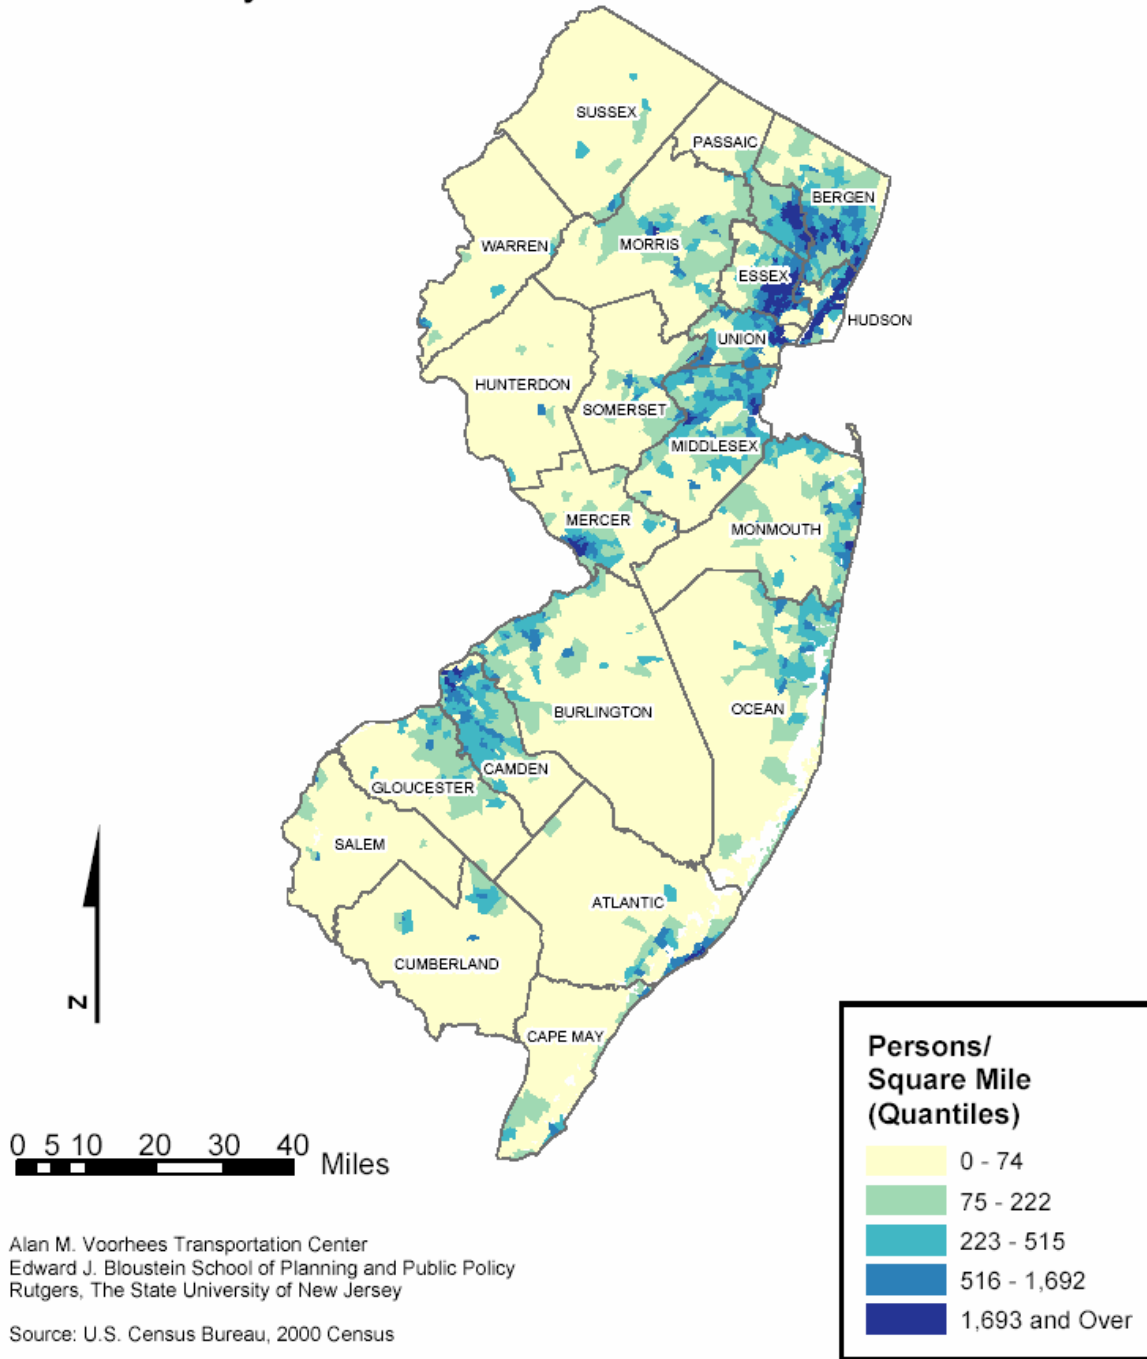 SUSSEX
PASSAIC
BERGEN
WARREN
MORRIS
ESSEX
HUDSON
UNION
HUNTERDON
SOMERSET
MIDDLESEX
MERCER
MONMOUTH
BURLINGTON
OCEAN
CAMDEN
GLOUCESTER
SALEM
ATLANTIC
CUMBERLAND
CAPE MAY
N
0 5 10 20 30 40 Miles
Alan M. Voorhees Transportation Center
Edward J. Bloustein School of Planning and Public Policy
Rutgers, The State University of New Jersey
Source: U.S. Census Bureau, 2000 Census
Persons/
Square Mile
(Quantiles)
0 - 74
75 - 222
223 - 515
516 - 1,692
1,693 and Over